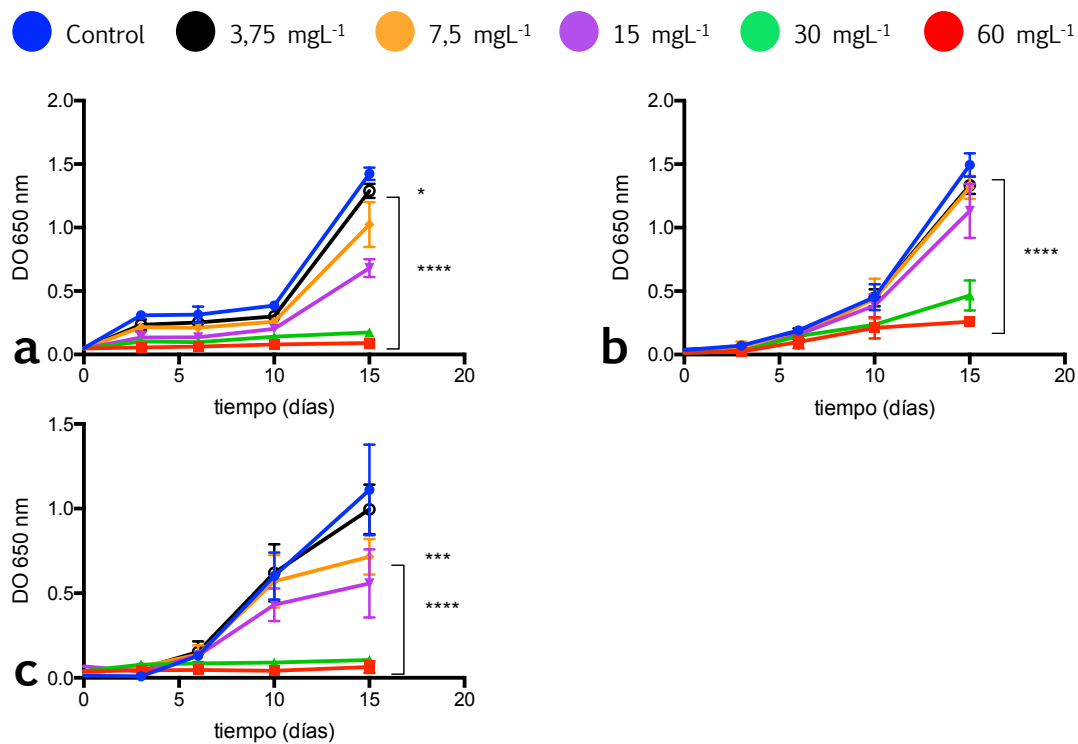 Control 3,75 mgL⁻¹ 7,5 mgL⁻¹ 15 mgL⁻¹ 30 mgL⁻¹ 60 mgL⁻¹
a
DO 650 nm
2.0
1.5
1.0
0.5
0.0
0 5 10 15 20
tiempo (días)
*
****
b
DO 650 nm
2.0
1.5
1.0
0.5
0.0
0 5 10 15 20
tiempo (días)
****
c
DO 650 nm
1.5
1.0
0.5
0.0
0 5 10 15 20
tiempo (días)
***
****